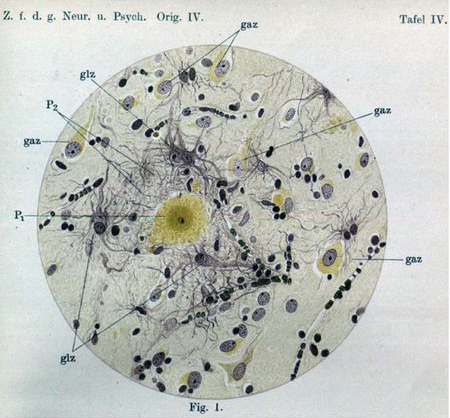 Z. f. d. g. Neur. u. Psych. Orig. IV.
Tafel IV.
gaz
glz
P₂
gaz
gaz
P₁
gaz
glz
Fig. 1.